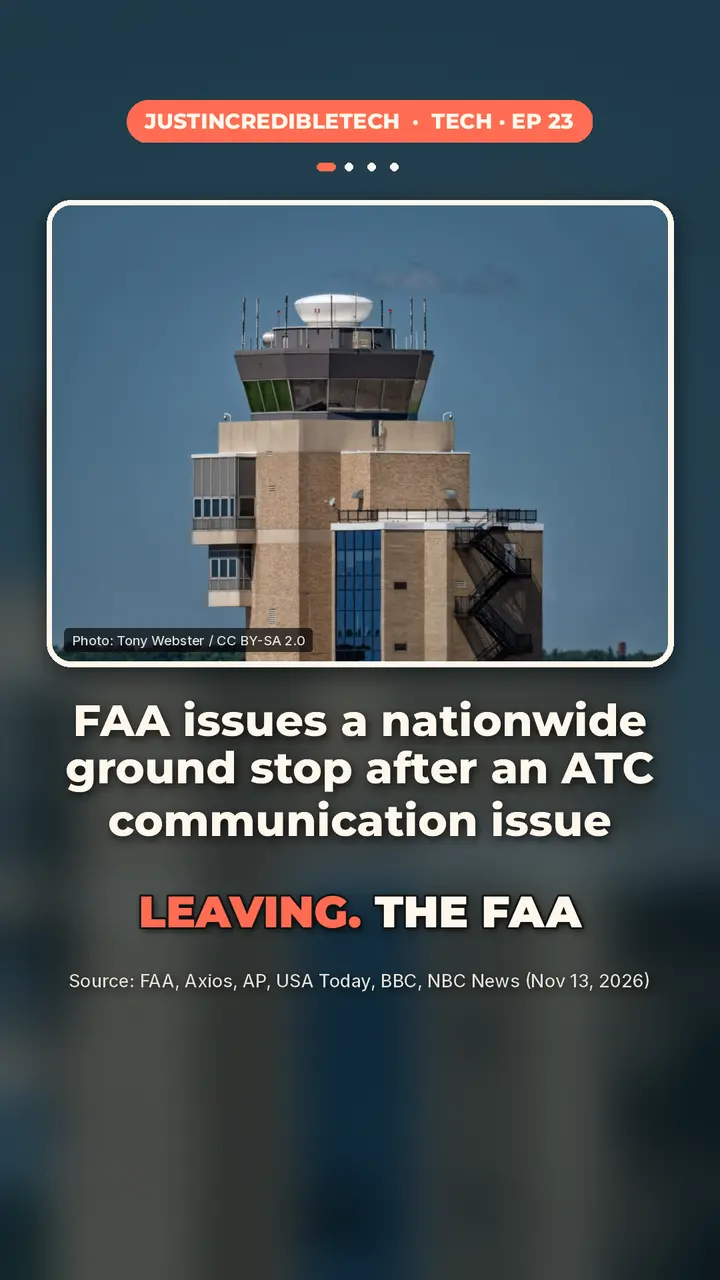 JUSTINCREDIBLETECH · TECH · EP 23
Photo: Tony Webster / CC BY-SA 2.0
FAA issues a nationwide
ground stop after an ATC
communication issue
LEAVING. THE FAA
Source: FAA, Axios, AP, USA Today, BBC, NBC News (Nov 13, 2026)